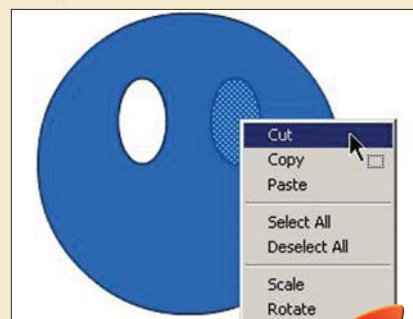 Cut
Copy
Paste
Select All
Deselect All
Scale
Rotate